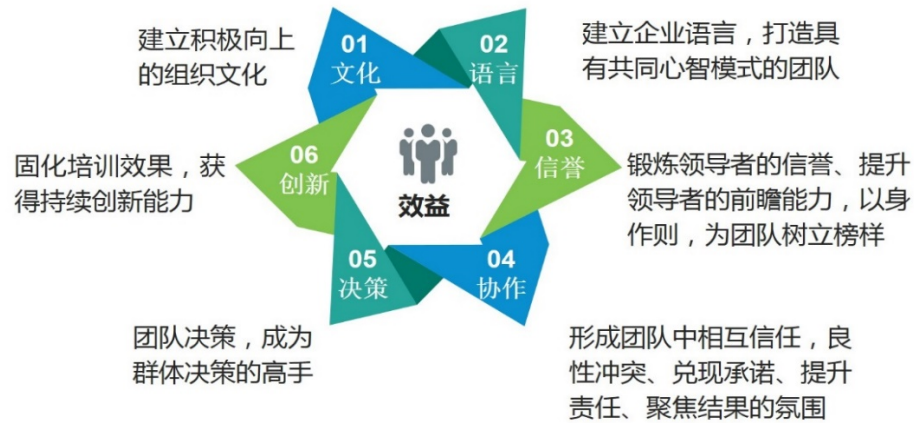 建立积极向上
的组织文化
01
文化
02
语言
建立企业语言，打造具
有共同心智模式的团队
固化培训效果，获
得持续创新能力
06
创新
效益
03
信誉
锻炼领导者的信誉、提升
领导者的前瞻能力，以身
作则，为团队树立榜样
团队决策，成为
群体决策的高手
05
决策
04
协作
形成团队中相互信任，良
性冲突、兑现承诺、提升
责任、聚焦结果的氛围